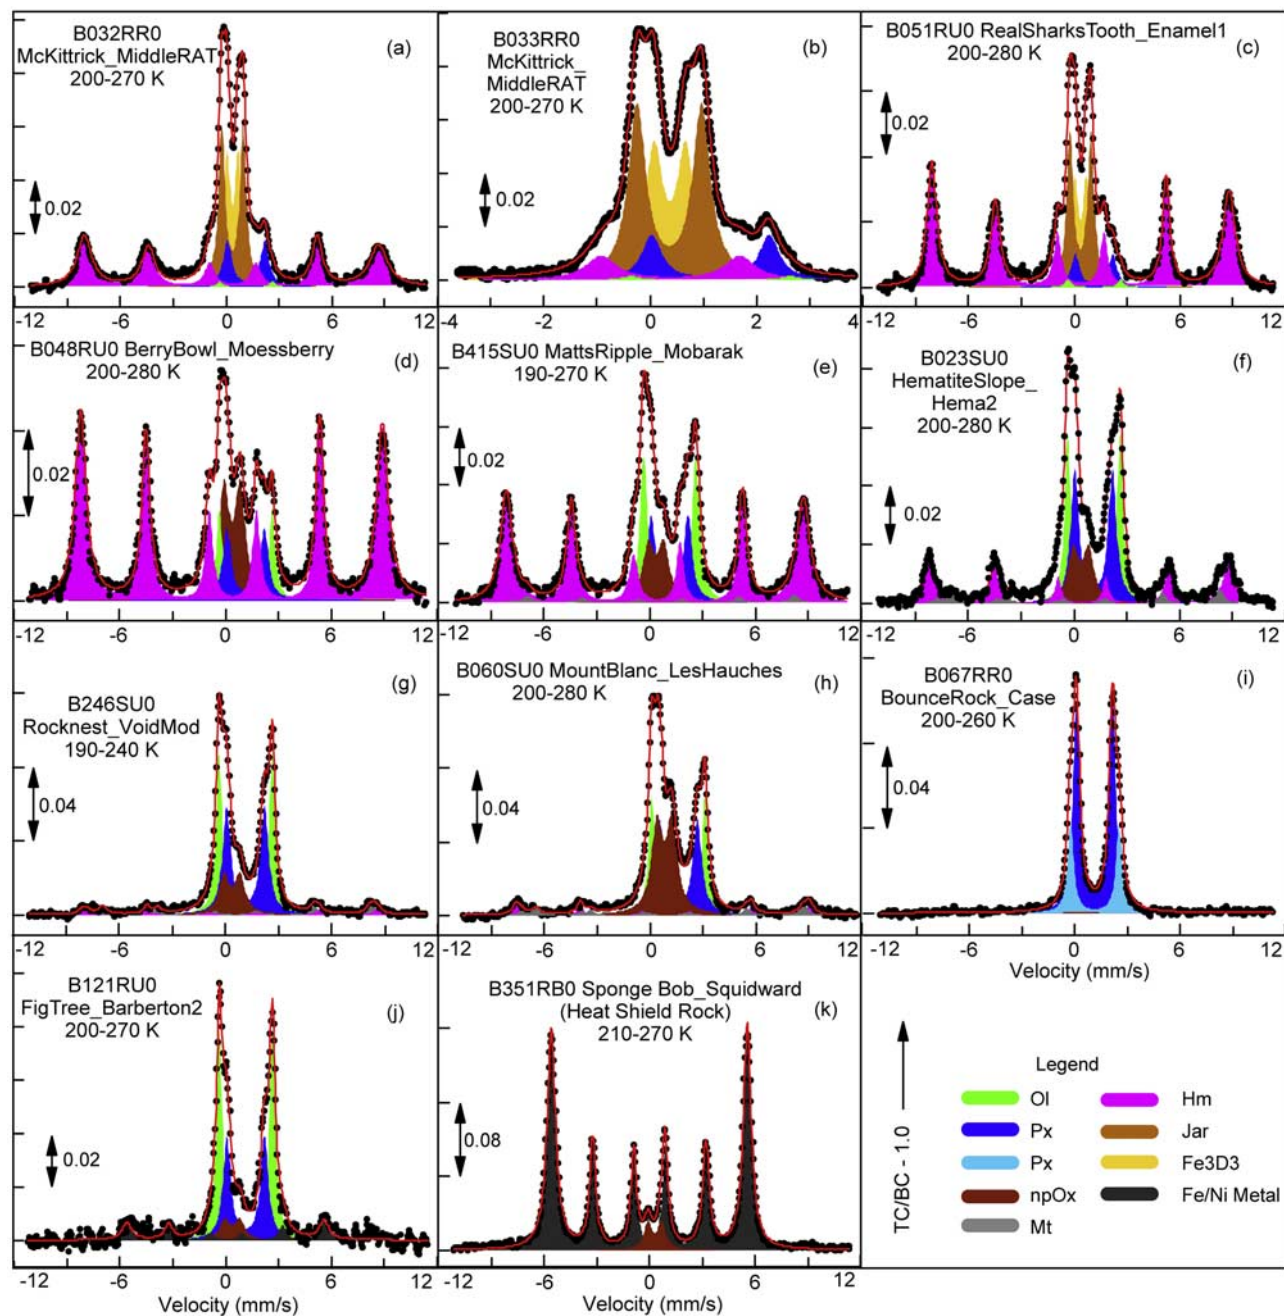 B032RR0
McKittrick_MiddleRAT
200-270 K
(a)
0.02
-12 -6 0 6 12
B033RR0
McKittrick_
MiddleRAT
200-270 K
(b)
0.02
-4 -2 0 2 4
B051RU0 RealSharksTooth_Enamel1
200-280 K
(c)
0.02
-12 -6 0 6 12
B048RU0 BerryBowl_Moessberry
200-280 K
(d)
0.02
-12 -6 0 6 12
B415SU0 MattsRipple_Mobarak
190-270 K
(e)
0.02
-12 -6 0 6 12
B023SU0
HematiteSlope_
Hema2
200-280 K
(f)
0.02
-12 -6 0 6 12
B246SU0
Rocknest_VoidMod
190-240 K
(g)
0.04
-12 -6 0 6 12
B060SU0 MountBlanc_LesHauches
200-280 K
(h)
0.04
-12 -6 0 6 12
B067RR0
BounceRock_Case
200-260 K
(i)
0.04
-12 -6 0 6 12
Velocity (mm/s)
B121RU0
FigTree_Barberton2
200-270 K
(j)
0.02
-12 -6 0 6 12
Velocity (mm/s)
B351RB0 Sponge Bob_Squidward
(Heat Shield Rock)
210-270 K
(k)
0.08
-12 -6 0 6 12
Velocity (mm/s)
TC/BC - 1.0
Legend
Ol Hm
Px Jar
Px Fe3D3
npOx Fe/Ni Metal
Mt